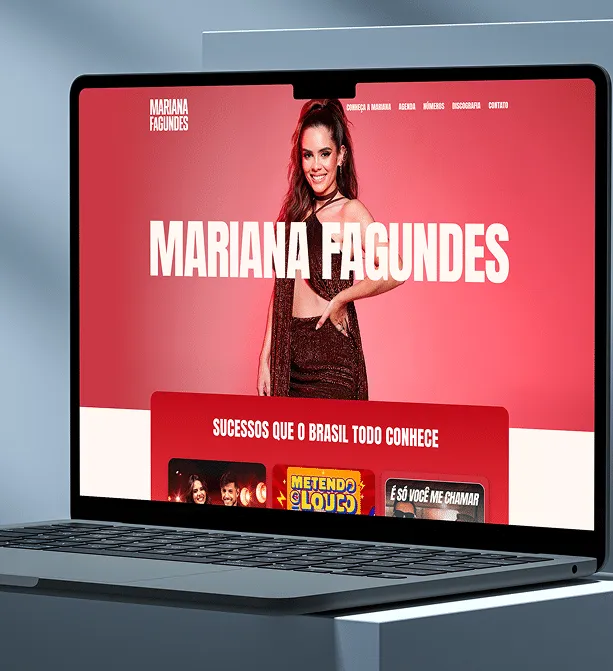 MARIANA
FAGUNDES
CONHEÇA A MARIANA AGENDA NÚMEROS DISCOGRAFIA CONTATO
MARIANA FAGUNDES
SUCESSOS QUE O BRASIL TODO CONHECE
METENDO
LOUCO
É SÓ VOCÊ ME CHAMAR